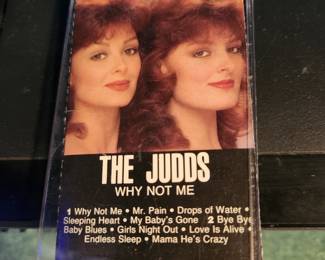 THE JUDDS
WHY NOT ME
1 Why Not Me • Mr. Pain • Drops of Water •
Sleeping Heart • My Baby's Gone 2 Bye Bye
Baby Blues • Girls Night Out • Love Is Alive •
Endless Sleep • Mama He's Crazy